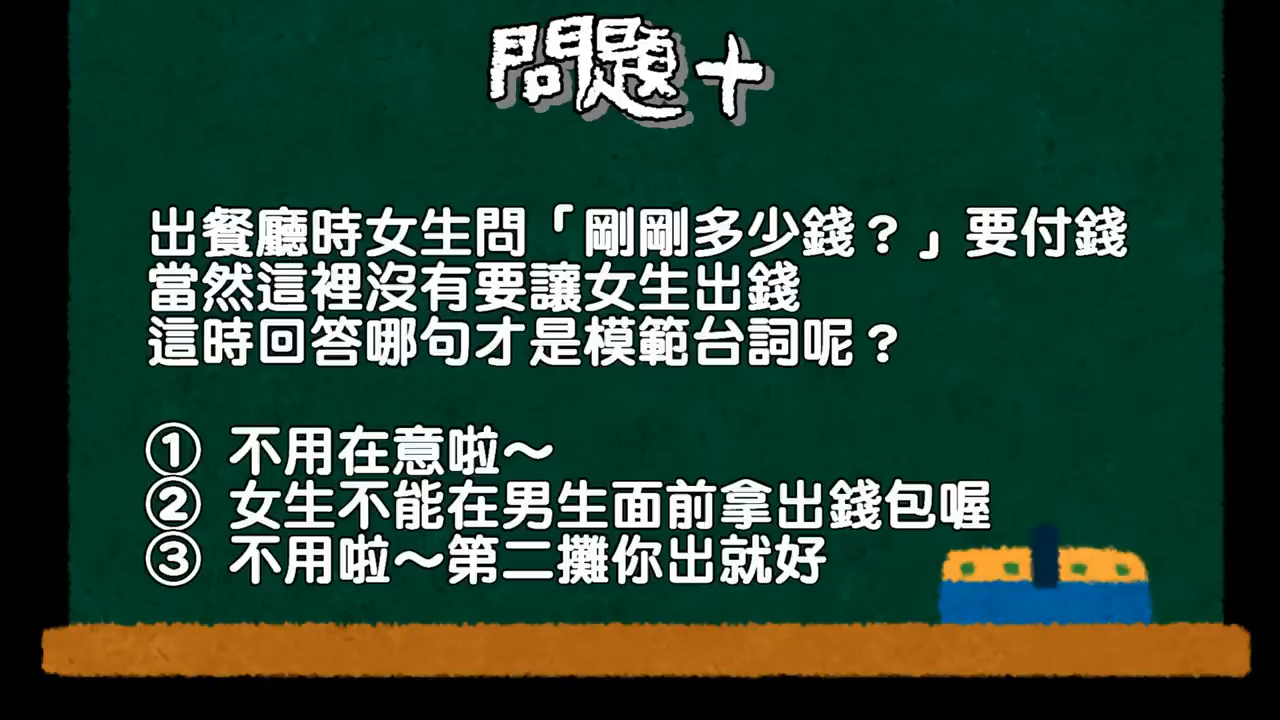 問題十
出餐廳時女生問「剛剛多少錢？」要付錢
當然這裡沒有要讓女生出錢
這時回答哪句才是模範台詞呢？
① 不用在意啦～
② 女生不能在男生面前拿出錢包喔
③ 不用啦～第二攤你出就好